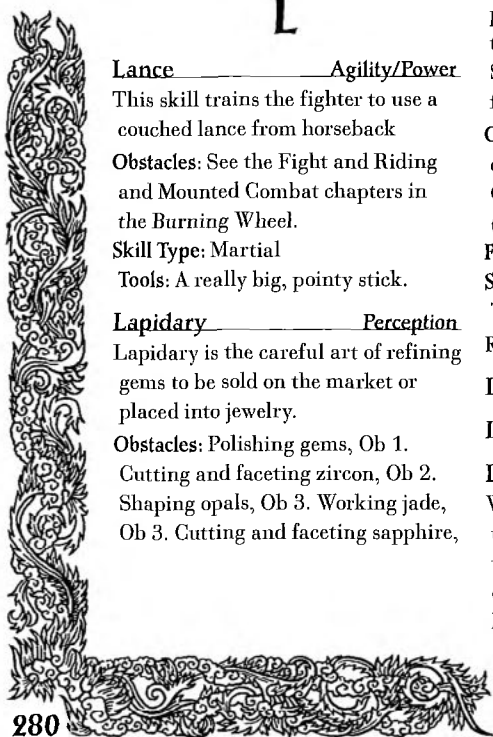 L
Lance Agility/Power
This skill trains the fighter to use a
couched lance from horseback
Obstacles: See the Fight and Riding
and Mounted Combat chapters in
the Burning Wheel.
Skill Type: Martial
Tools: A really big, pointy stick.
Lapidary Perception
Lapidary is the careful art of refining
gems to be sold on the market or
placed into jewelry.
Obstacles: Polishing gems, Ob 1.
Cutting and faceting zircon, Ob 2.
Shaping opals, Ob 3. Working jade,
Ob 3. Cutting and faceting sapphire,
280